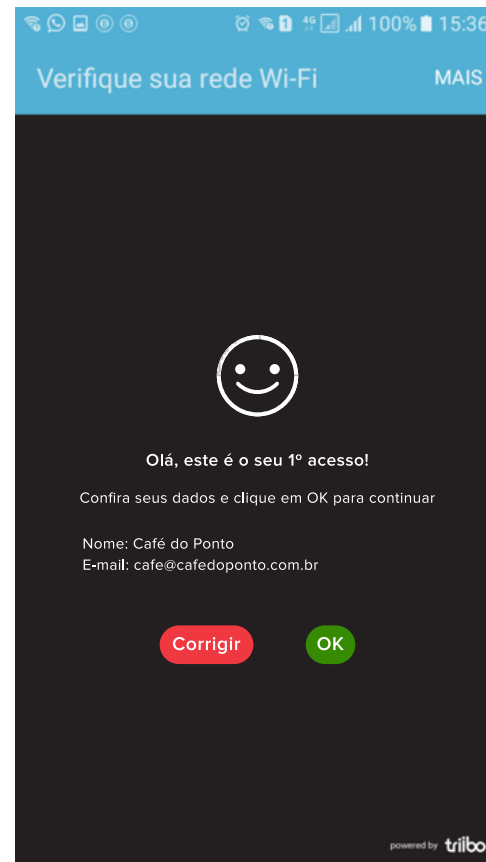 4G 100% 15:36
Verifique sua rede Wi-Fi MAIS
Olá, este é o seu 1º acesso!
Confira seus dados e clique em OK para continuar
Nome: Café do Ponto
E-mail: cafe@cafedoponto.com.br
Corrigir OK
powered by triibo